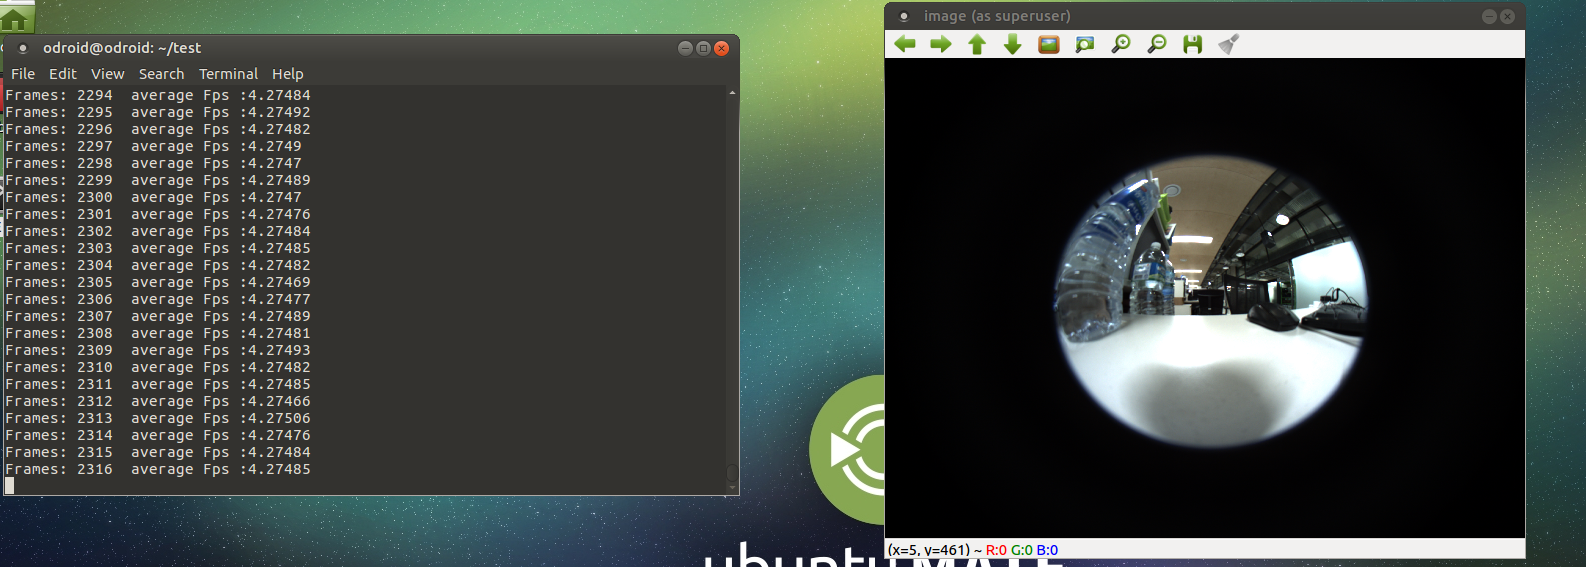 odroid@odroid: ~/test
File Edit View Search Terminal Help
Frames: 2294  average Fps :4.27484
Frames: 2295  average Fps :4.27492
Frames: 2296  average Fps :4.27482
Frames: 2297  average Fps :4.2749
Frames: 2298  average Fps :4.2747
Frames: 2299  average Fps :4.27489
Frames: 2300  average Fps :4.2747
Frames: 2301  average Fps :4.27476
Frames: 2302  average Fps :4.27484
Frames: 2303  average Fps :4.27485
Frames: 2304  average Fps :4.27482
Frames: 2305  average Fps :4.27469
Frames: 2306  average Fps :4.27477
Frames: 2307  average Fps :4.27489
Frames: 2308  average Fps :4.27481
Frames: 2309  average Fps :4.27493
Frames: 2310  average Fps :4.27482
Frames: 2311  average Fps :4.27485
Frames: 2312  average Fps :4.27466
Frames: 2313  average Fps :4.27506
Frames: 2314  average Fps :4.27476
Frames: 2315  average Fps :4.27484
Frames: 2316  average Fps :4.27485
image (as superuser)
(x=5, y=461) ~ R:0 G:0 B:0
ubuntu MATE